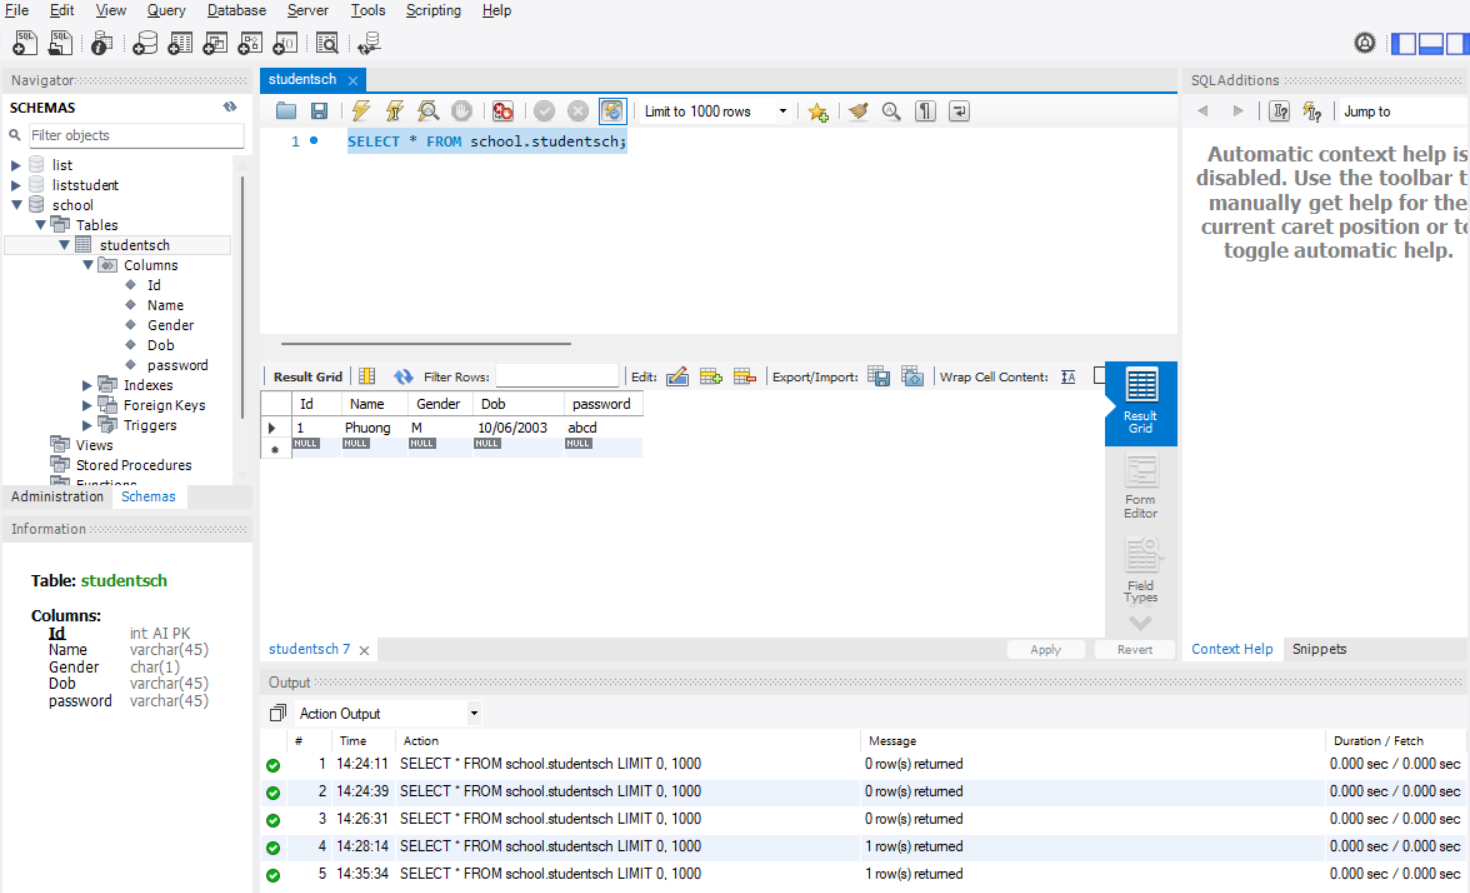 File Edit View Query Database Server Tools Scripting Help
SQL SQL
Navigator
SCHEMAS
Filter objects
list
liststudent
school
Tables
studentsch
Columns
Id
Name
Gender
Dob
password
Indexes
Foreign Keys
Triggers
Views
Stored Procedures
Functions
Administration Schemas
Information
Table: studentsch
Columns:
Id int AI PK
Name varchar(45)
Gender char(1)
Dob varchar(45)
password varchar(45)
studentsch
Limit to 1000 rows
1 SELECT * FROM school.studentsch;
Result Grid Filter Rows: Edit: Export/Import: Wrap Cell Content:
Id Name Gender Dob password
1 Phuong M 10/06/2003 abcd
NULL NULL NULL NULL NULL
Result
Grid
Form
Editor
Field
Types
studentsch 7 Apply Revert
SQLAdditions
Jump to
Automatic context help is
disabled. Use the toolbar t
manually get help for the
current caret position or to
toggle automatic help.
Context Help Snippets
Output
Action Output
# Time Action Message Duration / Fetch
1 14:24:11 SELECT * FROM school.studentsch LIMIT 0, 1000 0 row(s) returned 0.000 sec / 0.000 sec
2 14:24:39 SELECT * FROM school.studentsch LIMIT 0, 1000 0 row(s) returned 0.000 sec / 0.000 sec
3 14:26:31 SELECT * FROM school.studentsch LIMIT 0, 1000 0 row(s) returned 0.000 sec / 0.000 sec
4 14:28:14 SELECT * FROM school.studentsch LIMIT 0, 1000 1 row(s) returned 0.000 sec / 0.000 sec
5 14:35:34 SELECT * FROM school.studentsch LIMIT 0, 1000 1 row(s) returned 0.000 sec / 0.000 sec